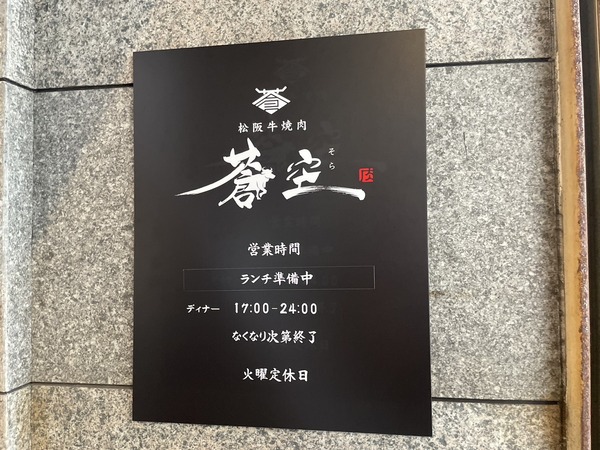 松阪牛焼肉
そら
蒼空
営業時間
ランチ準備中
ディナー 17:00-24:00
なくなり次第終了
火曜定休日